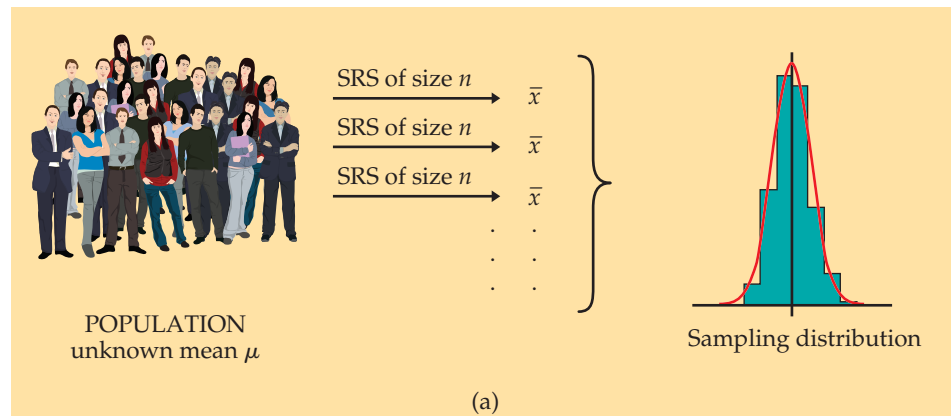 SRS of size n
x̅
SRS of size n
x̅
SRS of size n
x̅
. .
. .
. .
POPULATION
unknown mean μ
Sampling distribution
(a)